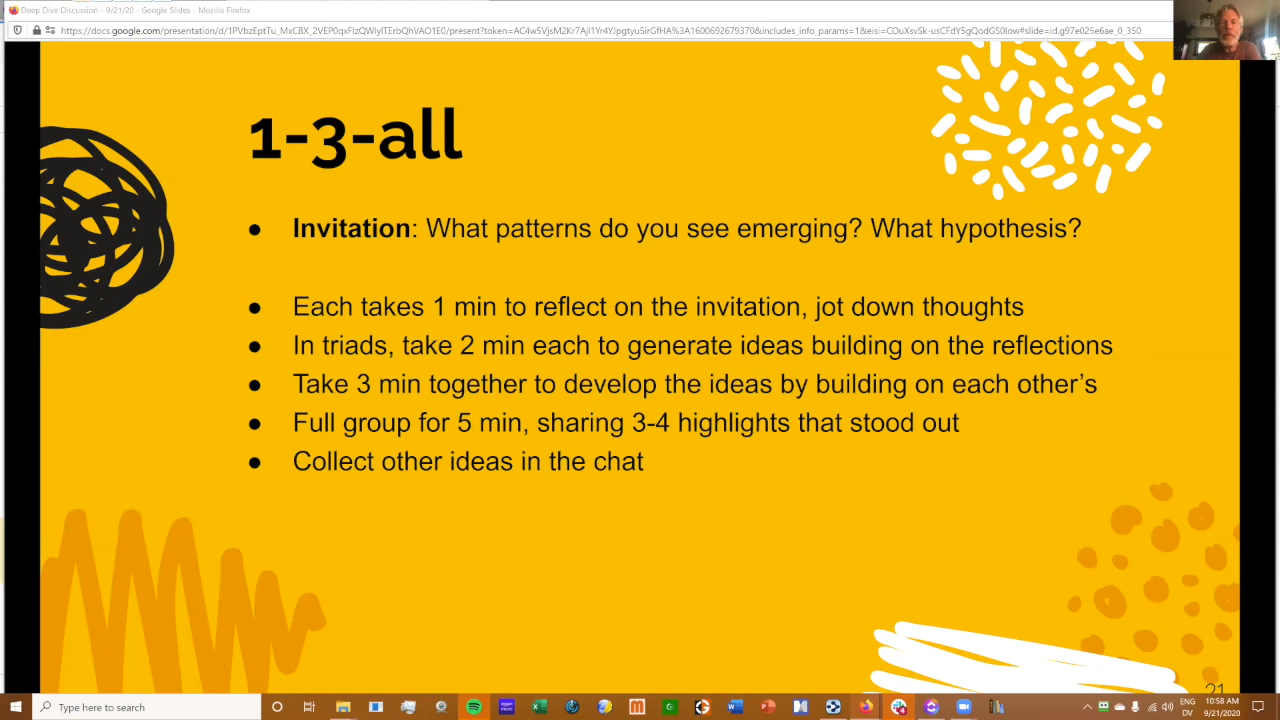 Deep Dive Discussion - 9/21/20 - Google Slides - Mozilla Firefox
1-3-all
● Invitation: What patterns do you see emerging? What hypothesis?
● Each takes 1 min to reflect on the invitation, jot down thoughts
● In triads, take 2 min each to generate ideas building on the reflections
● Take 3 min together to develop the ideas by building on each other's
● Full group for 5 min, sharing 3-4 highlights that stood out
● Collect other ideas in the chat
21
Type here to search
ENG
DV
10:58 AM
9/21/2020